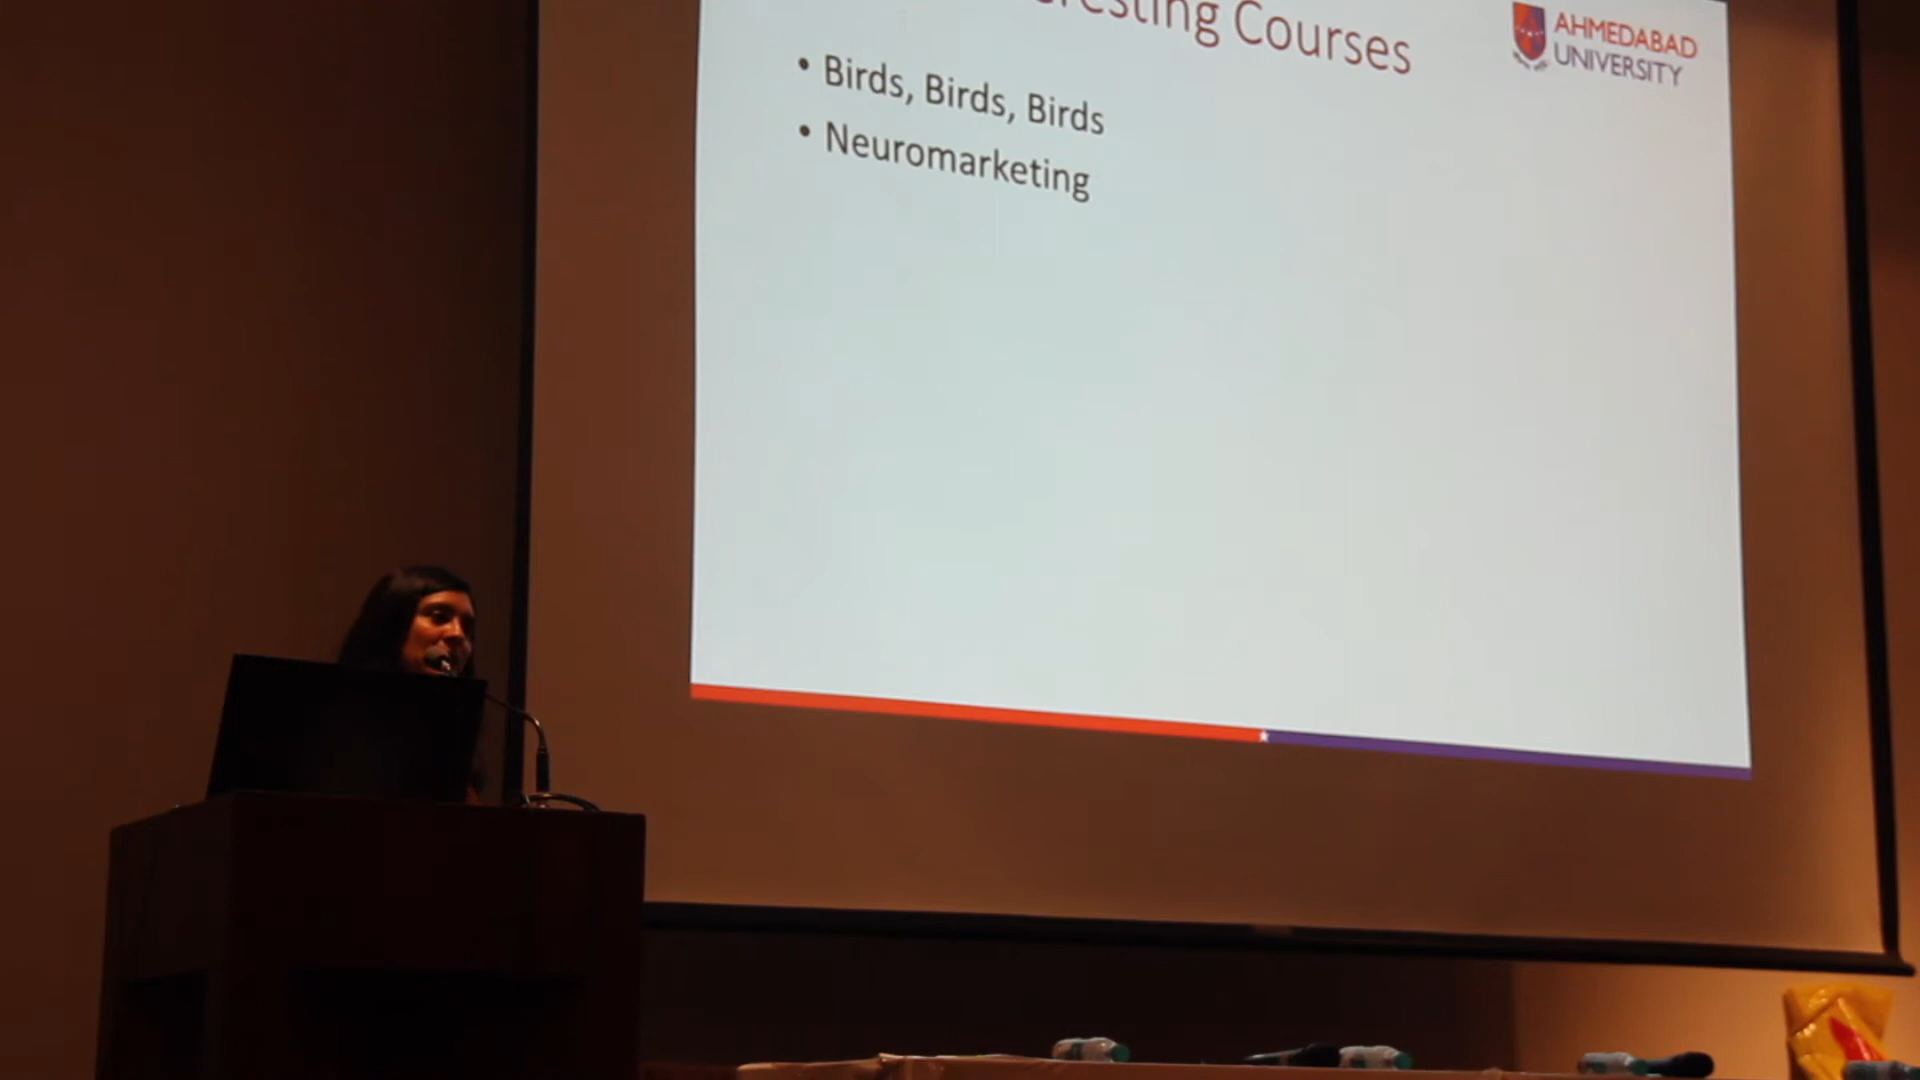 Courses
AHMEDABAD
UNIVERSITY
• Birds, Birds, Birds
• Neuromarketing